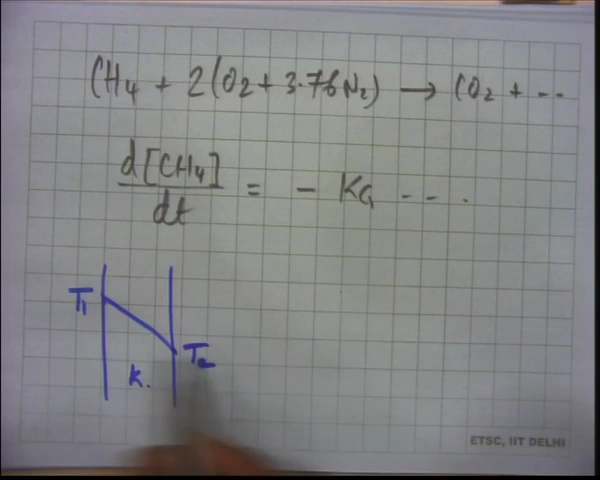 CH4 + 2(O2 + 3.76N2) → CO2 + --
d[CH4]
dt
= - KG --- .
T1
T2
K.
ETSC, IIT DELHI